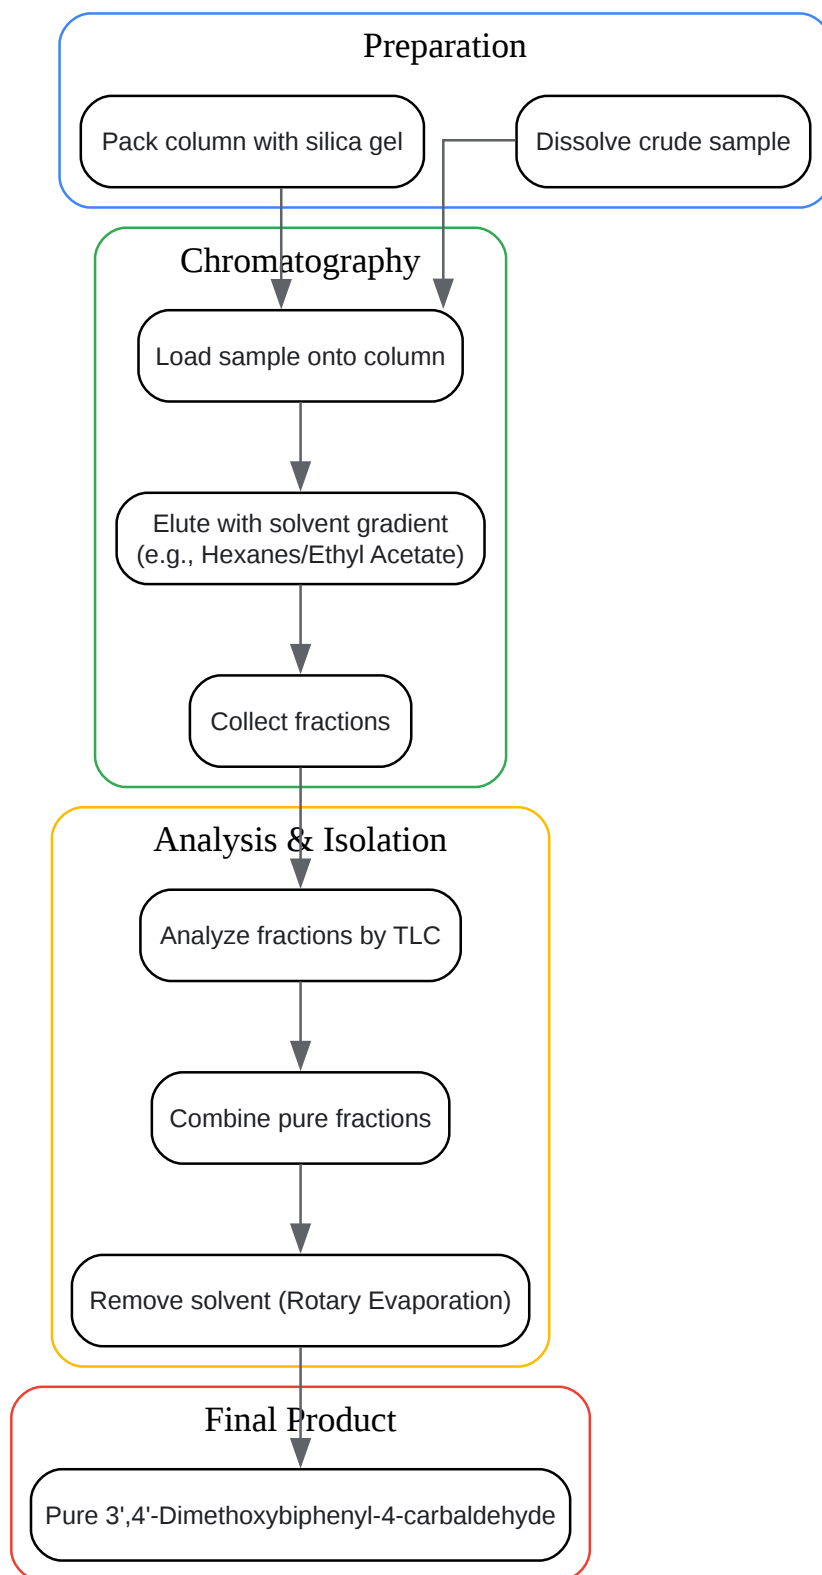 Preparation
Pack column with silica gel
Dissolve crude sample
Chromatography
Load sample onto column
Elute with solvent gradient
(e.g., Hexanes/Ethyl Acetate)
Collect fractions
Analysis & Isolation
Analyze fractions by TLC
Combine pure fractions
Remove solvent (Rotary Evaporation)
Final Product
Pure 3',4'-Dimethoxybiphenyl-4-carbaldehyde